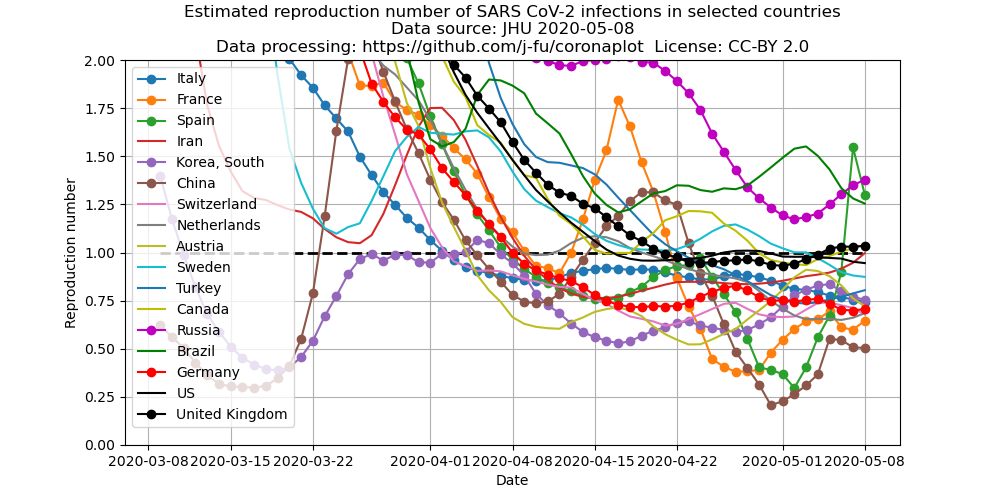 Estimated reproduction number of SARS CoV-2 infections in selected countries
Data source: JHU 2020-05-08
Data processing: https://github.com/j-fu/coronaplot  License: CC-BY 2.0
Reproduction number
2.00
1.75
1.50
1.25
1.00
0.75
0.50
0.25
0.00
Italy
France
Spain
Iran
Korea, South
China
Switzerland
Netherlands
Austria
Sweden
Turkey
Canada
Russia
Brazil
Germany
US
United Kingdom
2020-03-08 2020-03-15 2020-03-22 2020-04-01 2020-04-08 2020-04-15 2020-04-22 2020-05-01 2020-05-08
Date